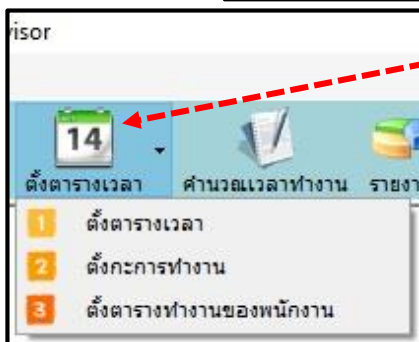 isor
14
ตั้งตารางเวลา คำนวณเวลาทำงาน รายงา
1 ตั้งตารางเวลา
2 ตั้งกะการทำงาน
3 ตั้งตารางทำงานของพนักงาน